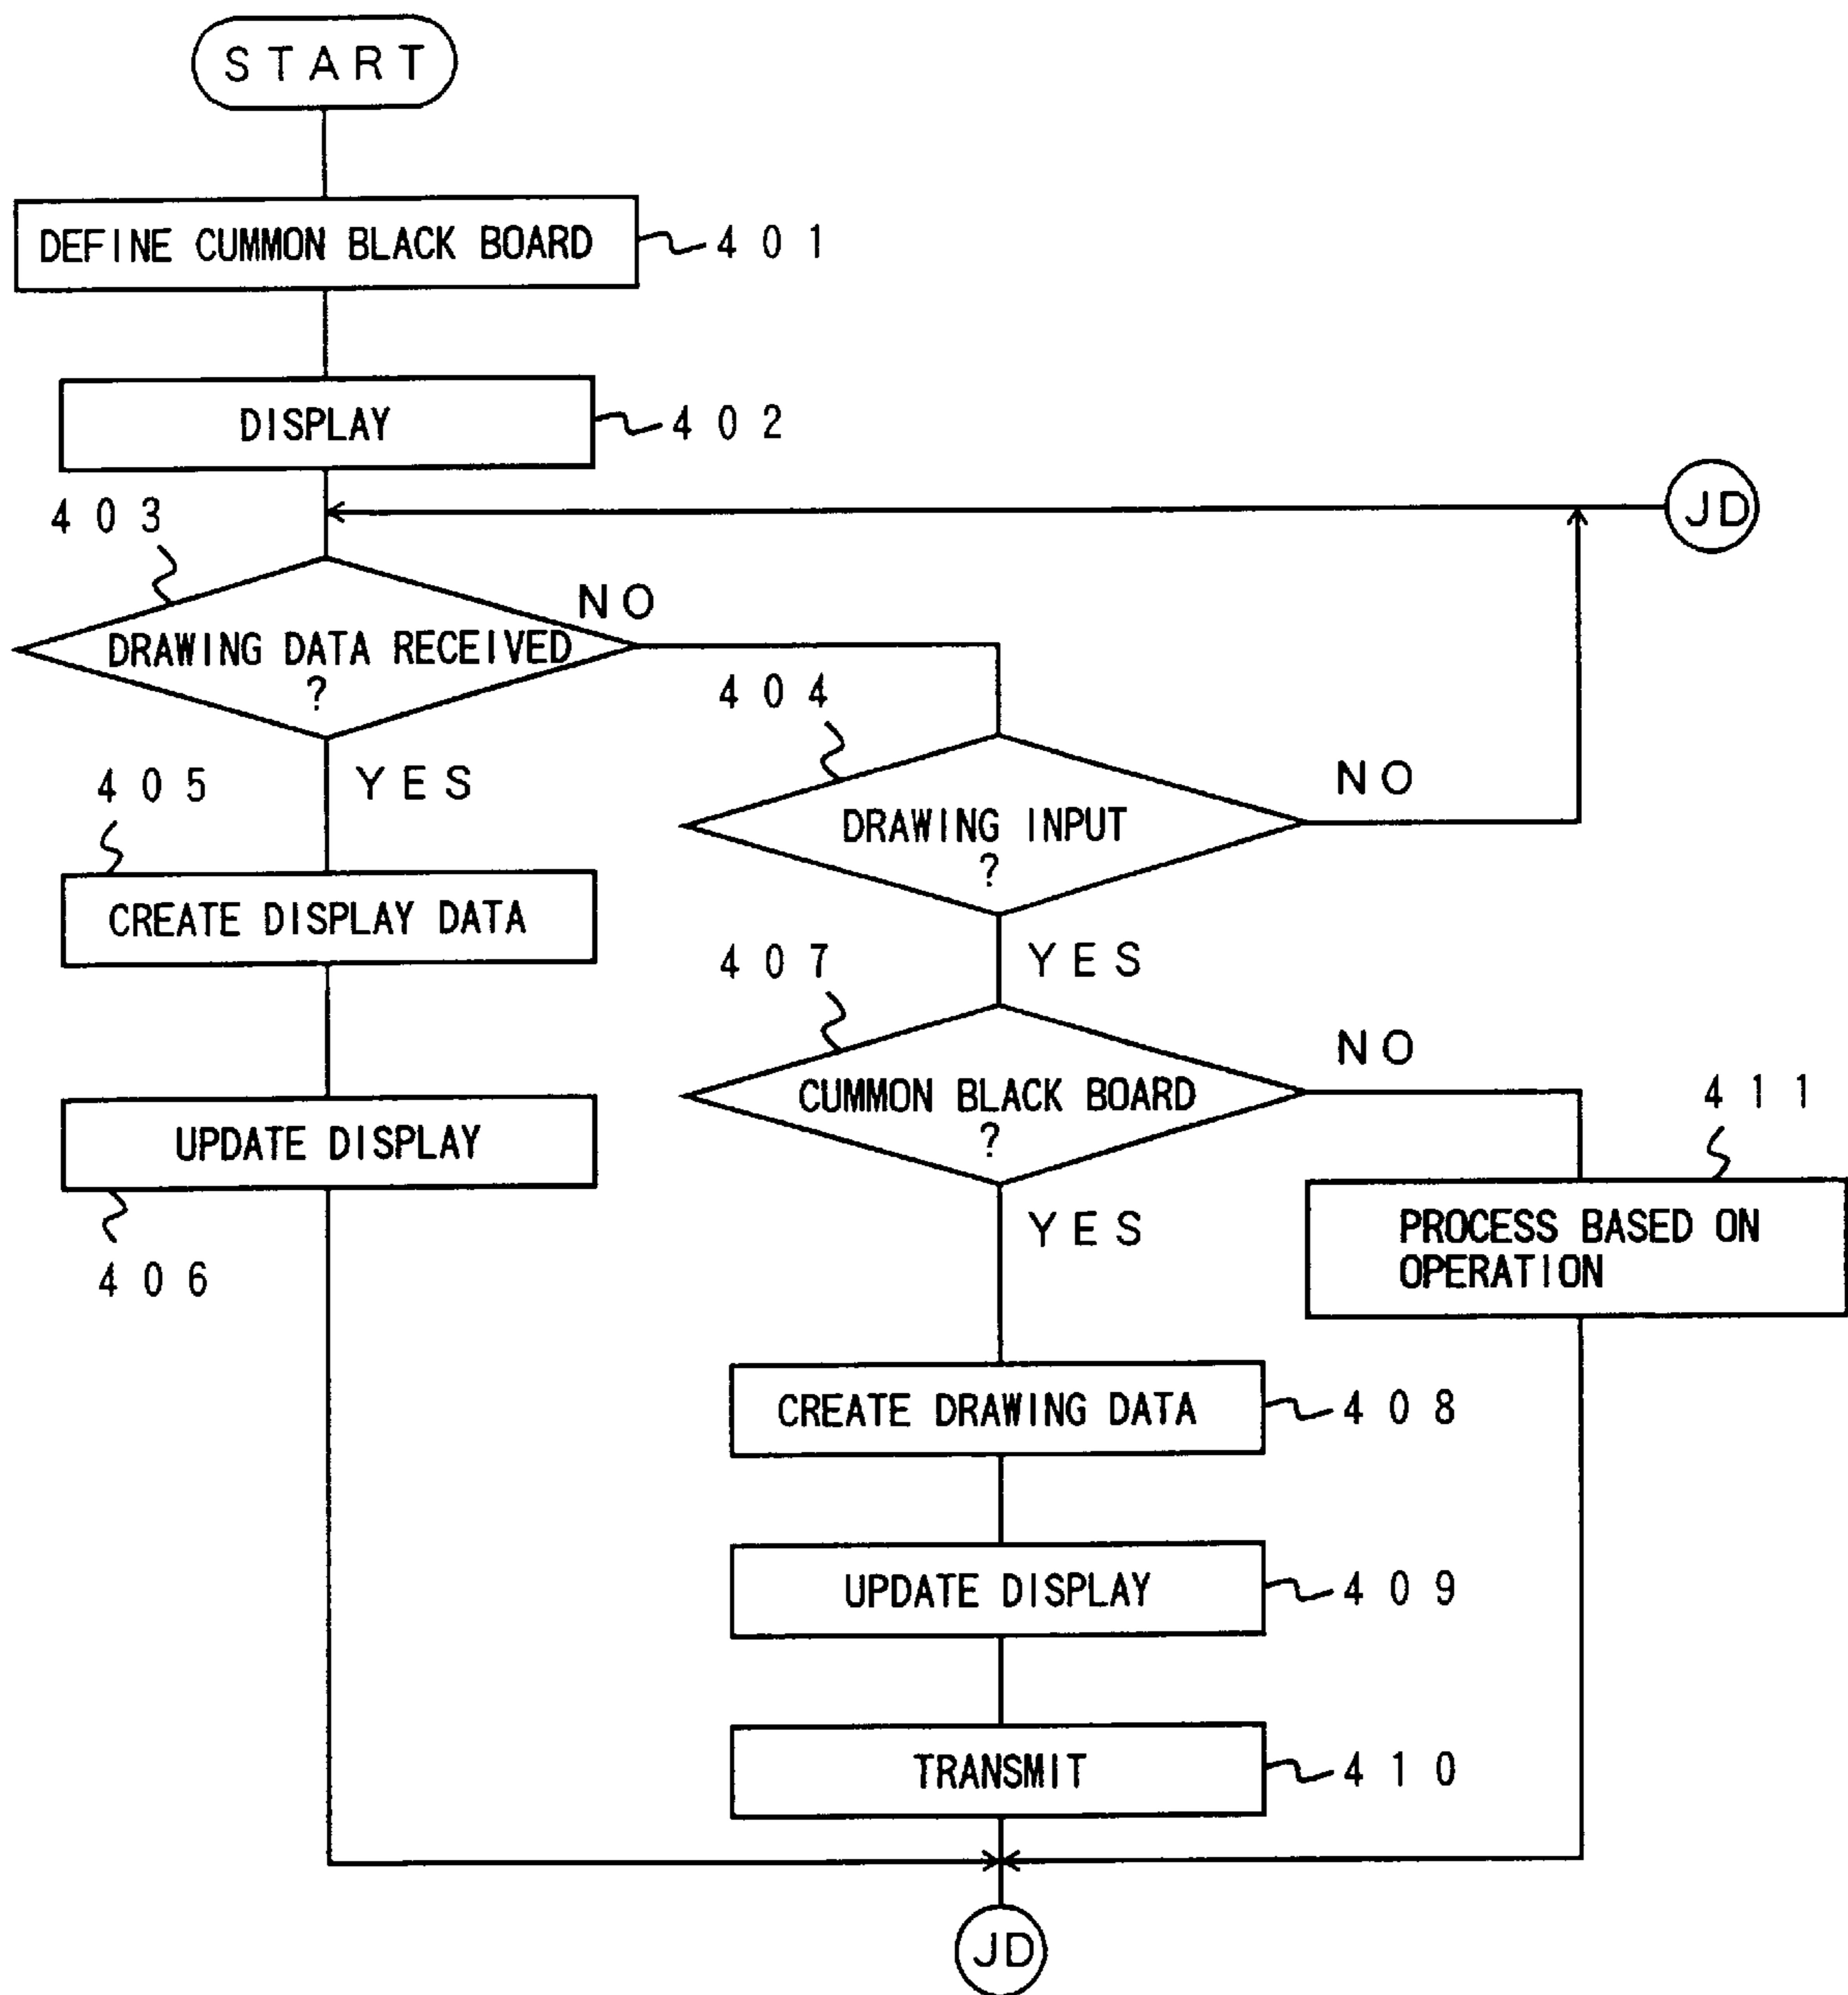 START
DEFINE CUMMON BLACK BOARD
401
DISPLAY
402
JD
403
DRAWING DATA RECEIVED
?
NO
YES
404
DRAWING INPUT
?
NO
YES
405
CREATE DISPLAY DATA
UPDATE DISPLAY
406
407
CUMMON BLACK BOARD
?
NO
YES
411
PROCESS BASED ON
OPERATION
CREATE DRAWING DATA
408
UPDATE DISPLAY
409
TRANSMIT
410
JD